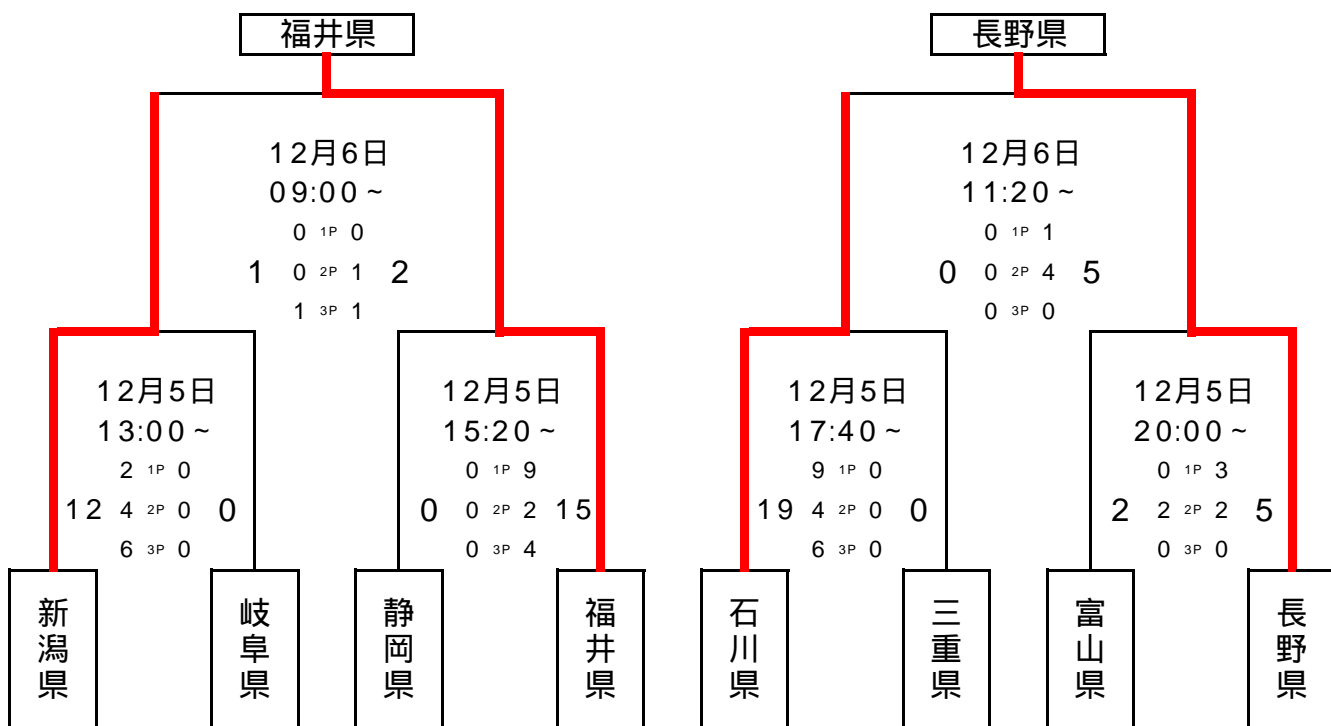 福井県
長野県
12月6日
09:00～
0 1P 0
1 0 2P 1 2
1 3P 1
12月6日
11:20～
0 1P 1
0 0 2P 4 5
0 3P 0
12月5日
13:00～
2 1P 0
12 4 2P 0 0
6 3P 0
12月5日
15:20～
0 1P 9
0 0 2P 2 15
0 3P 4
12月5日
17:40～
9 1P 0
19 4 2P 0 0
6 3P 0
12月5日
20:00～
0 1P 3
2 2 2P 2 5
0 3P 0
新潟県
岐阜県
静岡県
福井県
石川県
三重県
富山県
長野県